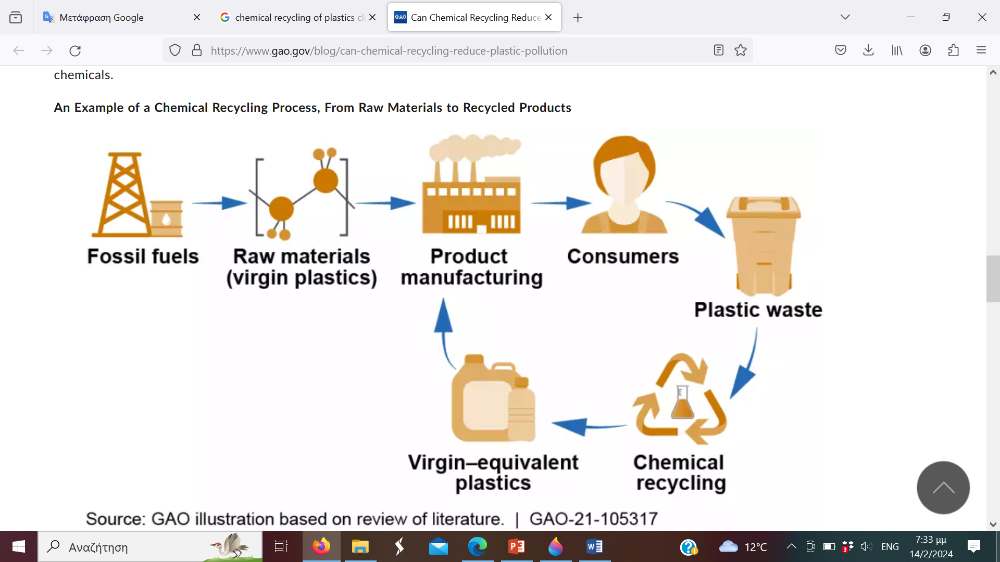 Μετάφραση Google
chemical recycling of plastics cli
GAO
Can Chemical Recycling Reduce
https://www.gao.gov/blog/can-chemical-recycling-reduce-plastic-pollution
chemicals.
An Example of a Chemical Recycling Process, From Raw Materials to Recycled Products
Fossil fuels
Raw materials
(virgin plastics)
Product
manufacturing
Consumers
Plastic waste
Virgin–equivalent
plastics
Chemical
recycling
Source: GAO illustration based on review of literature. | GAO-21-105317
Αναζήτηση
12°C
3
ENG
7:33 μμ
14/2/2024